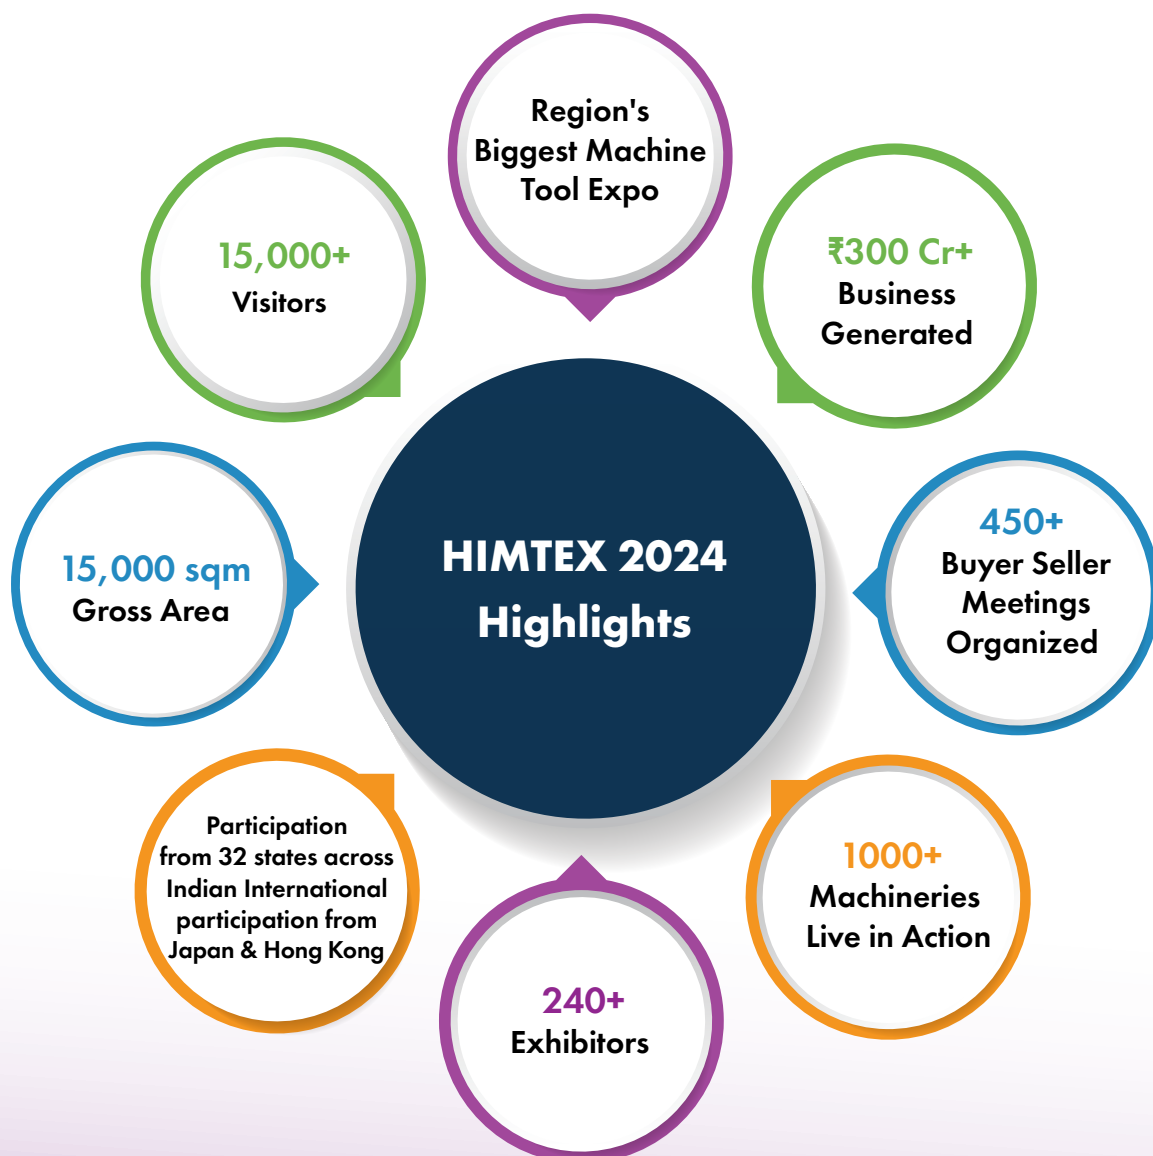 Region's
Biggest Machine
Tool Expo
15,000+
Visitors
₹300 Cr+
Business
Generated
HIMTEX 2024
Highlights
15,000 sqm
Gross Area
450+
Buyer Seller
Meetings
Organized
Participation
from 32 states across
Indian International
participation from
Japan & Hong Kong
1000+
Machineries
Live in Action
240+
Exhibitors